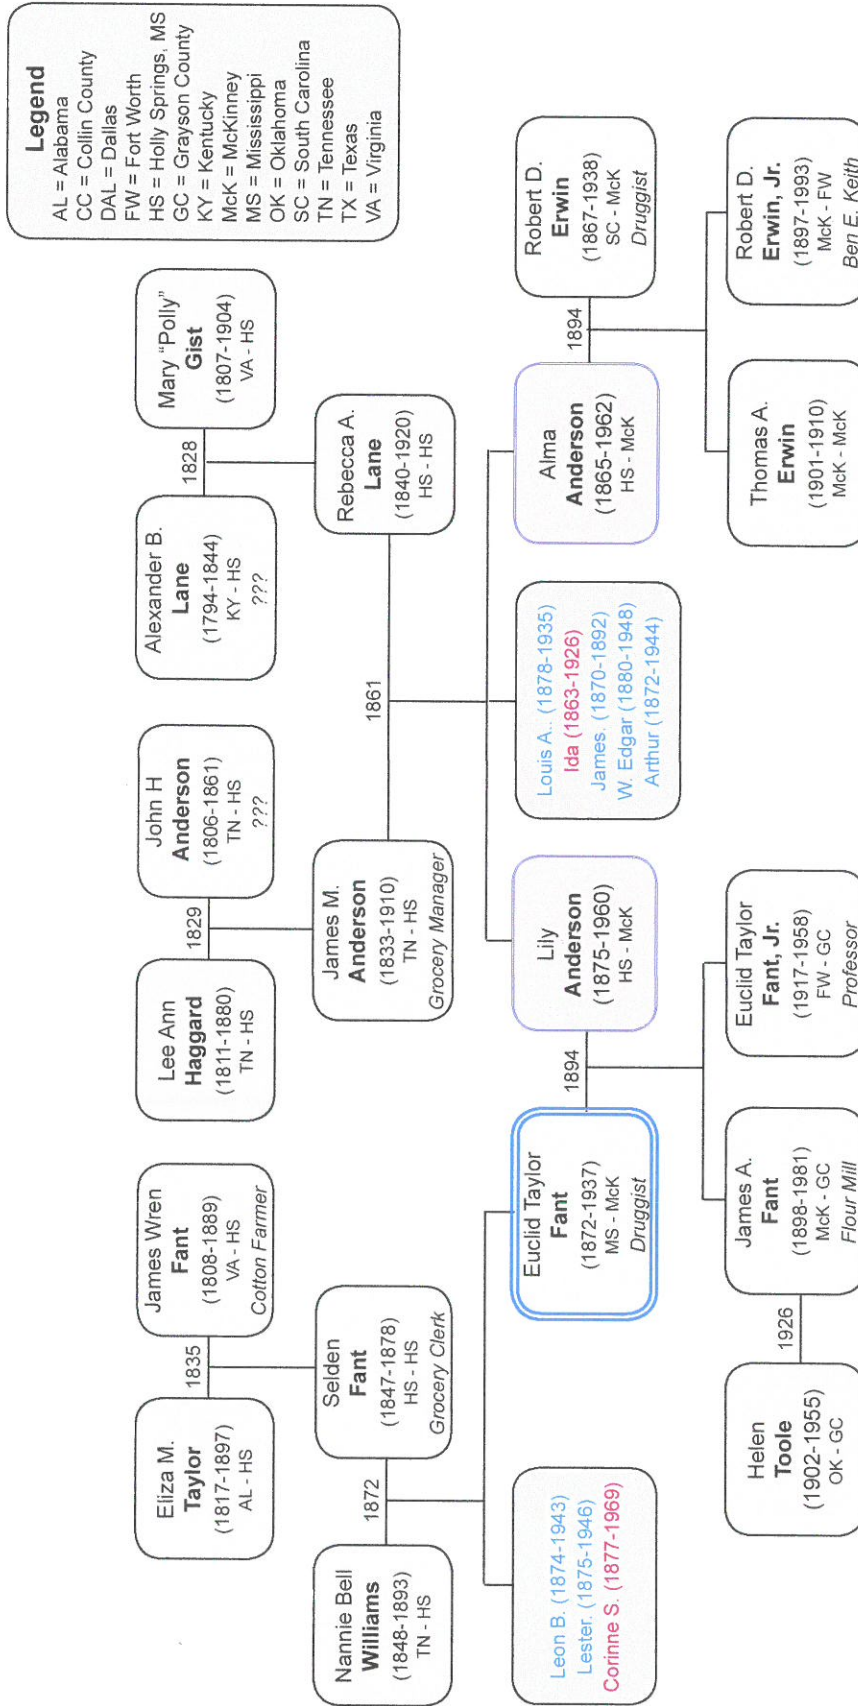 Eliza M.
Taylor
(1817-1897)
AL - HS
1835
James Wren
Fant
(1808-1889)
VA - HS
Cotton Farmer
Lee Ann
Haggard
(1811-1880)
TN - HS
1829
John H
Anderson
(1806-1861)
TN - HS
???
Alexander B.
Lane
(1794-1844)
KY - HS
???
1828
Mary "Polly"
Gist
(1807-1904)
VA - HS
Legend
AL = Alabama
CC = Collin County
DAL = Dallas
FW = Fort Worth
HS = Holly Springs, MS
GC = Grayson County
KY = Kentucky
McK = McKinney
MS = Mississippi
OK = Oklahoma
SC = South Carolina
TN = Tennessee
TX = Texas
VA = Virginia
Nannie Bell
Williams
(1848-1893)
TN - HS
1872
Selden
Fant
(1847-1878)
HS - HS
Grocery Clerk
James M.
Anderson
(1833-1910)
TN - HS
Grocery Manager
1861
Rebecca A.
Lane
(1840-1920)
HS - HS
Leon B. (1874-1943)
Lester. (1875-1946)
Corinne S. (1877-1969)
Euclid Taylor
Fant
(1872-1937)
MS - McK
Druggist
1894
Lily
Anderson
(1875-1960)
HS - McK
Louis A.. (1878-1935)
Ida (1863-1926)
James. (1870-1892)
W. Edgar (1880-1948)
Arthur (1872-1944)
Alma
Anderson
(1865-1962)
HS - McK
1894
Robert D.
Erwin
(1867-1938)
SC - McK
Druggist
Helen
Toole
(1902-1955)
OK - GC
1926
James A.
Fant
(1898-1981)
McK - GC
Flour Mill
Euclid Taylor
Fant, Jr.
(1917-1958)
FW - GC
Professor
Thomas A.
Erwin
(1901-1910)
McK - McK
Robert D.
Erwin, Jr.
(1897-1993)
McK - FW
Ben E. Keith